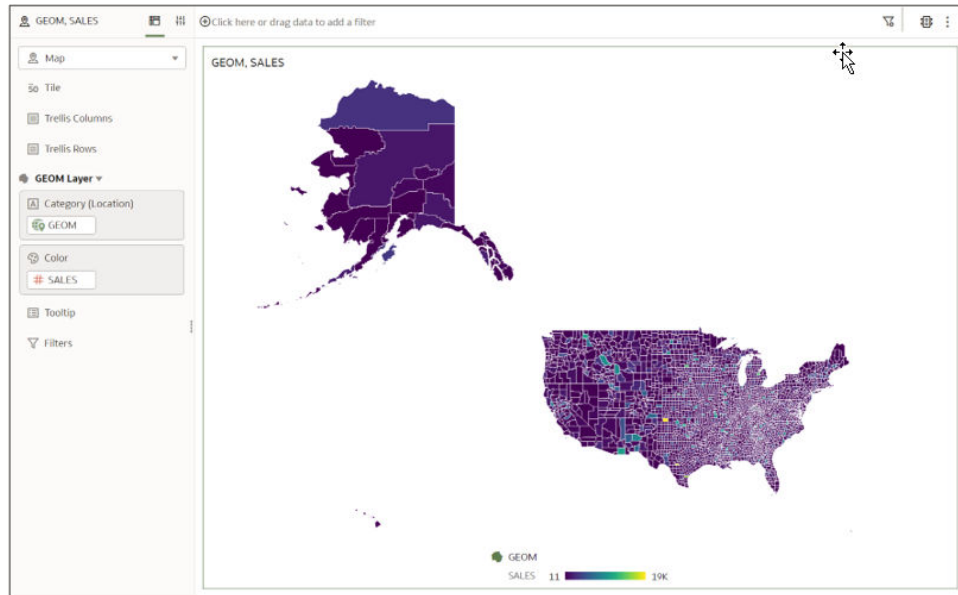 GEOM, SALES
Click here or drag data to add a filter
Map
50 Tile
Trellis Columns
Trellis Rows
GEOM Layer
A Category (Location)
GEOM
Color
# SALES
Tooltip
Filters
GEOM, SALES
GEOM
SALES 11 19K